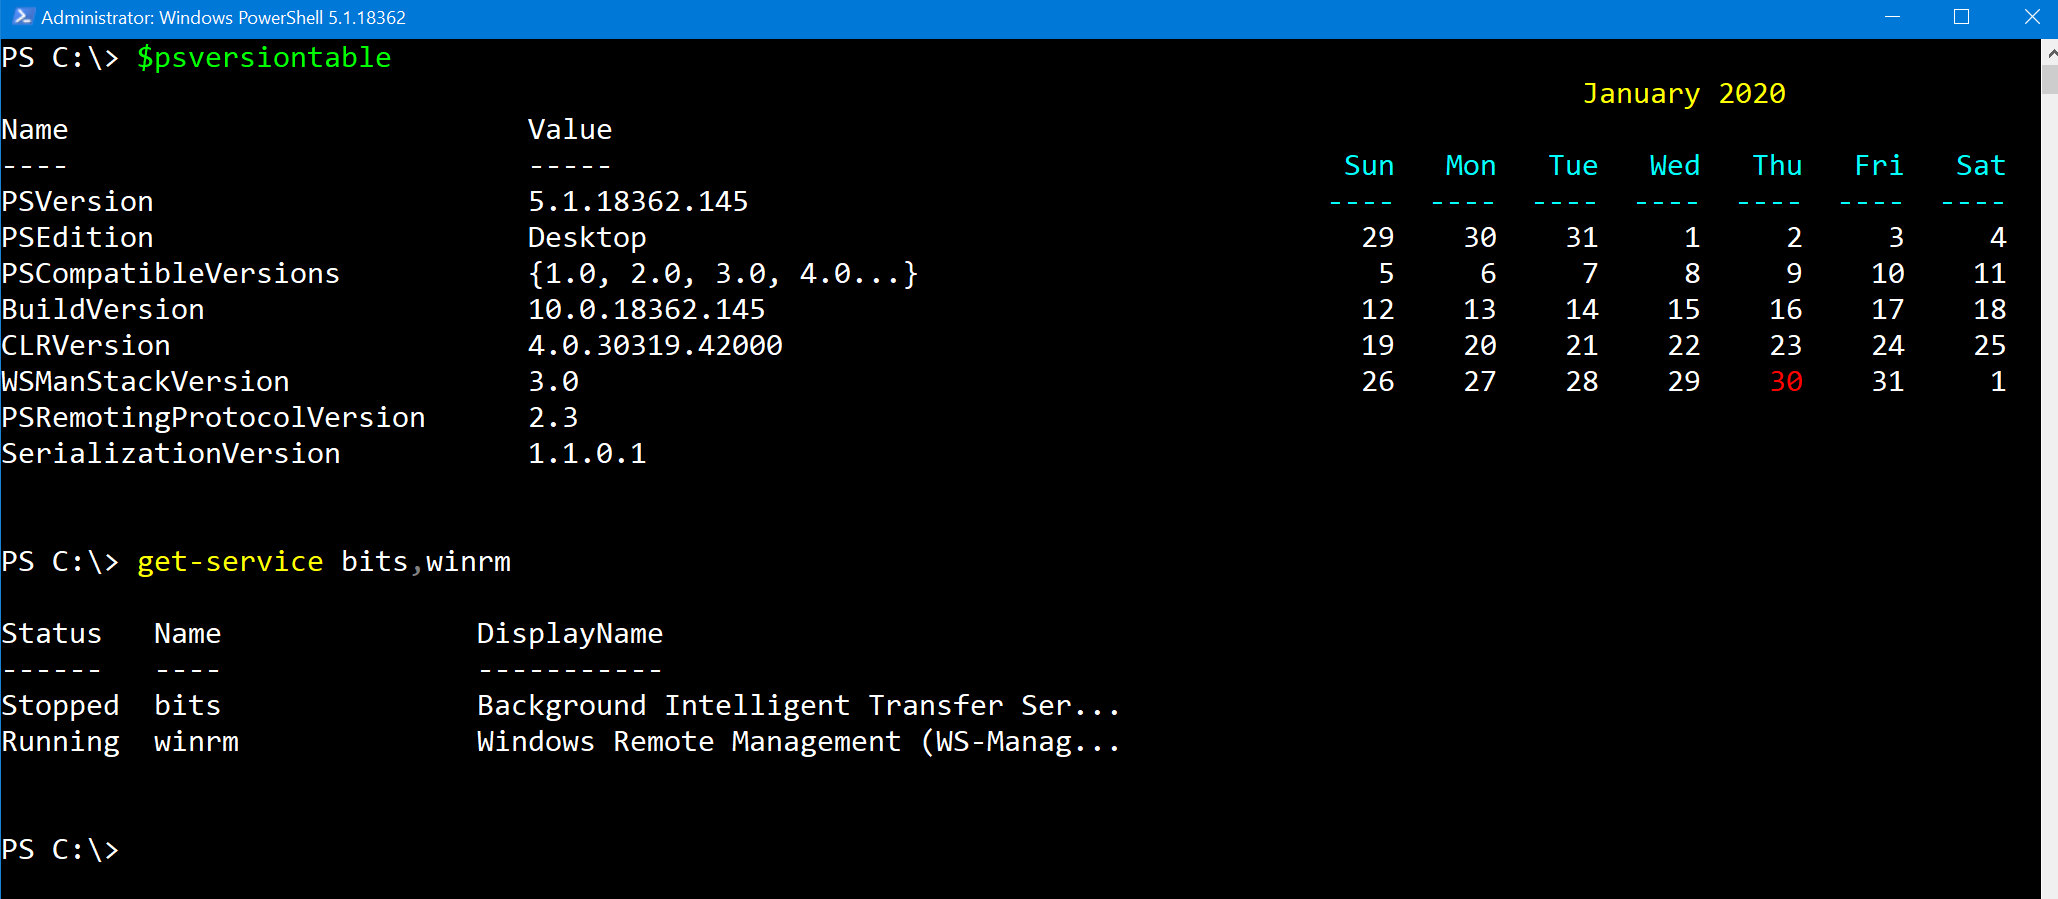 Administrator: Windows PowerShell 5.1.18362
PS C:\> $psversiontable
Name                           Value
----                           -----
PSVersion                      5.1.18362.145
PSEdition                      Desktop
PSCompatibleVersions           {1.0, 2.0, 3.0, 4.0...}
BuildVersion                   10.0.18362.145
CLRVersion                     4.0.30319.42000
WSManStackVersion              3.0
PSRemotingProtocolVersion      2.3
SerializationVersion           1.1.0.1
January 2020
Sun   Mon   Tue   Wed   Thu   Fri   Sat
----  ----  ----  ----  ----  ----  ----
29    30    31     1     2     3     4
5     6     7     8     9    10    11
12    13    14    15    16    17    18
19    20    21    22    23    24    25
26    27    28    29    30    31     1
PS C:\> get-service bits,winrm
Status   Name               DisplayName
------   ----               -----------
Stopped  bits               Background Intelligent Transfer Ser...
Running  winrm              Windows Remote Management (WS-Manag...
PS C:\>